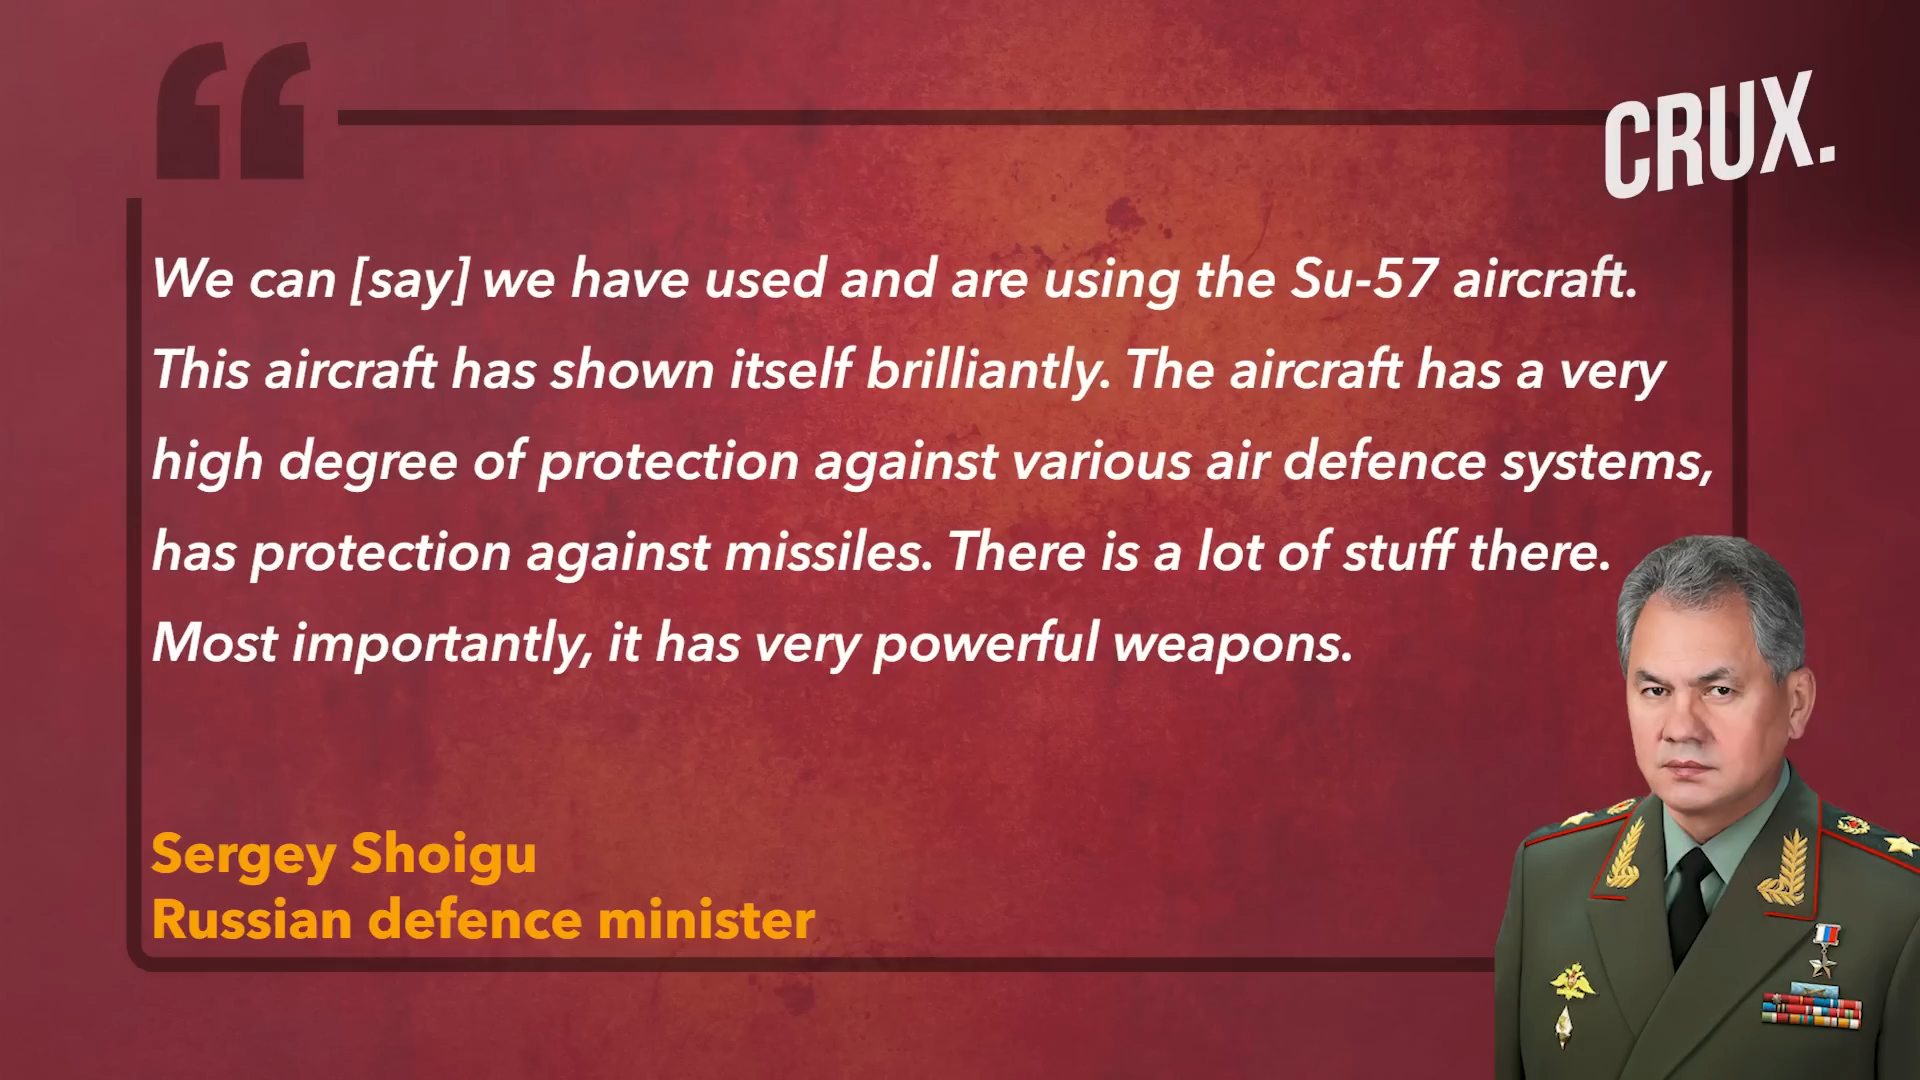 CRUX.
We can [say] we have used and are using the Su-57 aircraft.
This aircraft has shown itself brilliantly. The aircraft has a very
high degree of protection against various air defence systems,
has protection against missiles. There is a lot of stuff there.
Most importantly, it has very powerful weapons.
Sergey Shoigu
Russian defence minister